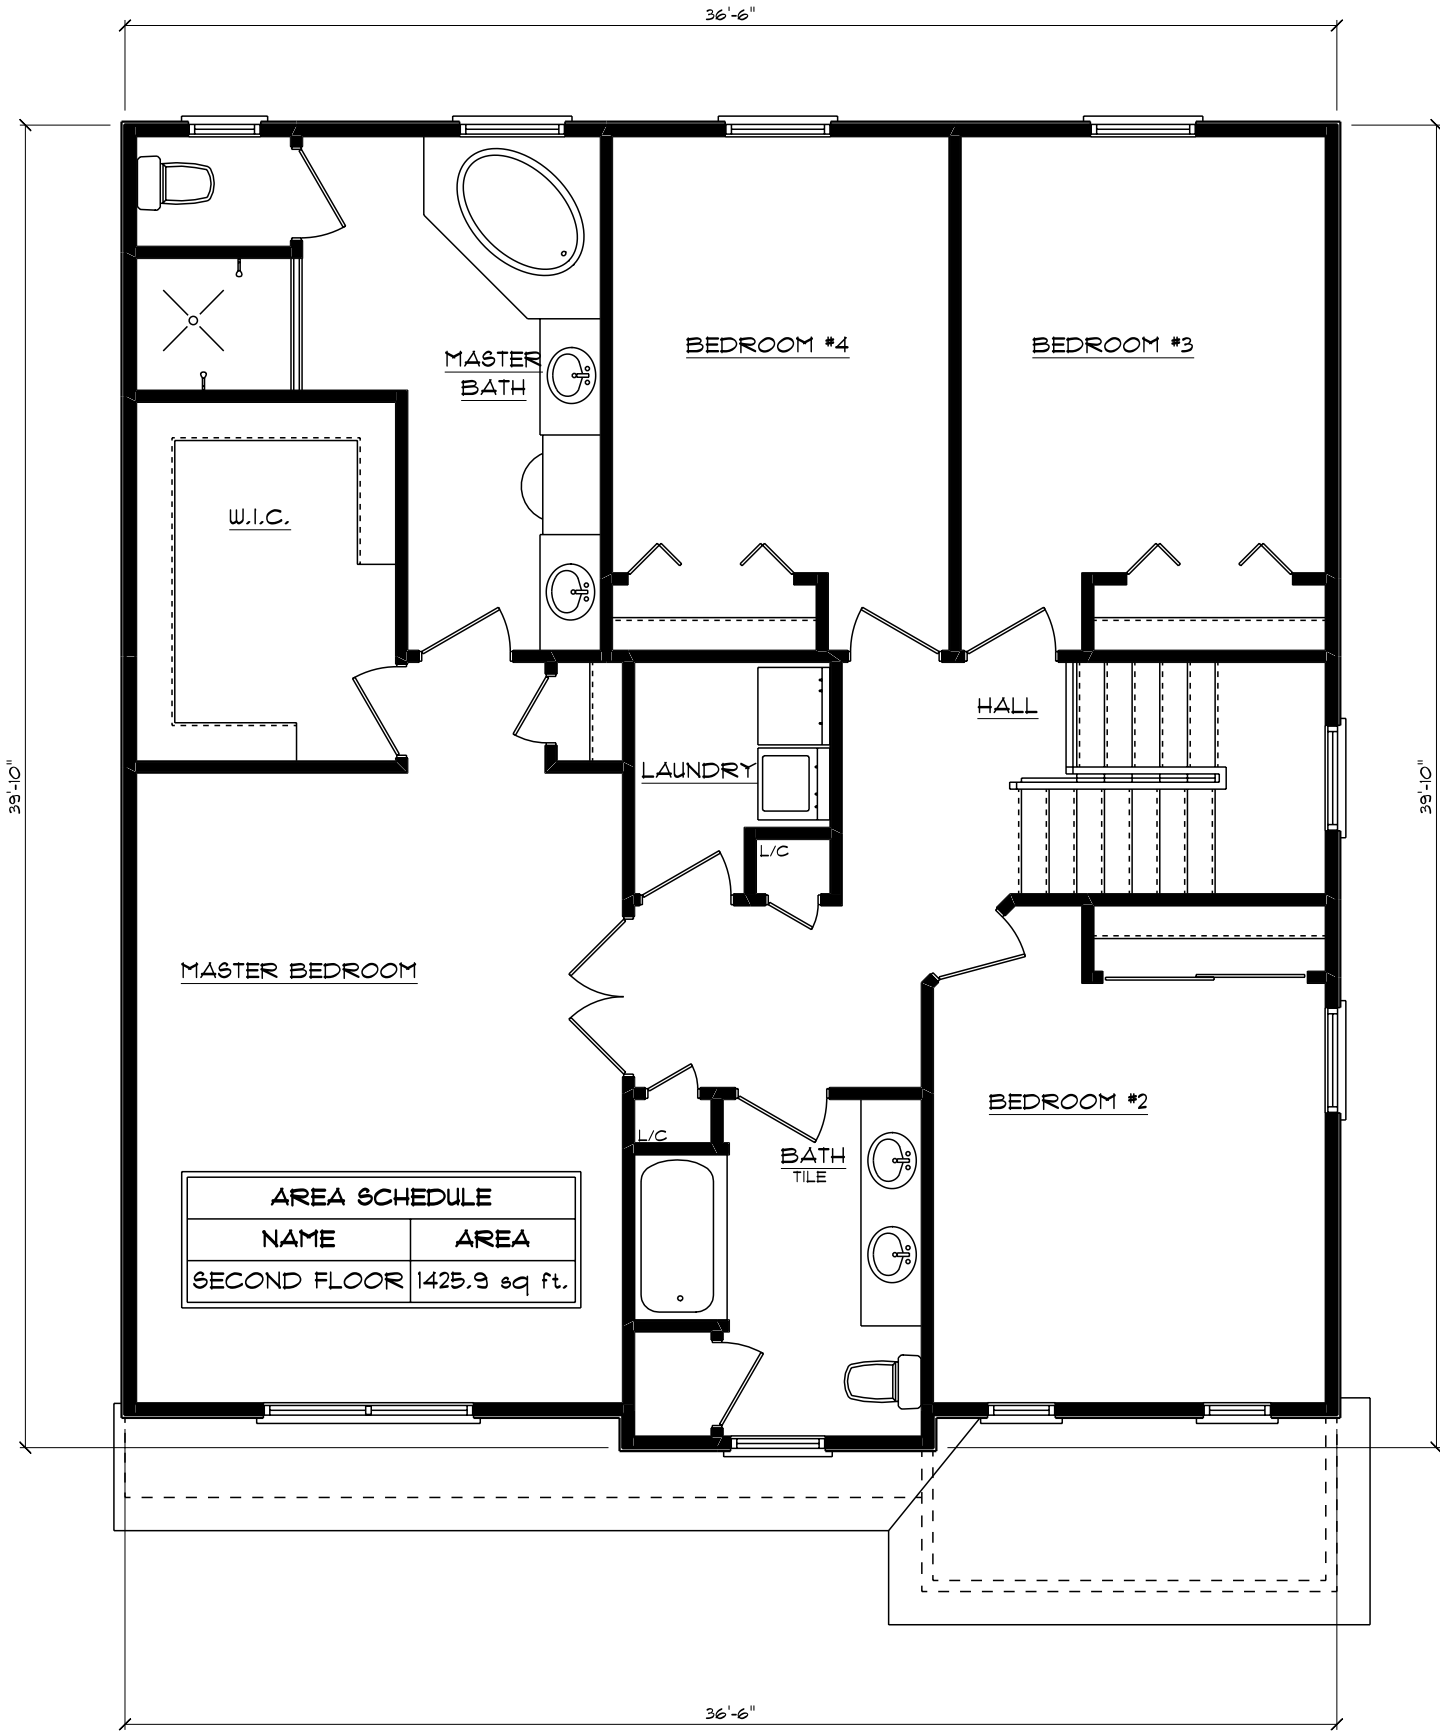 36'-6"
MASTER
BATH
BEDROOM #4
BEDROOM #3
W.I.C.
HALL
LAUNDRY
39'-10"
39'-10"
L/C
MASTER BEDROOM
BEDROOM #2
L/C
BATH
TILE
AREA SCHEDULE
NAME AREA
SECOND FLOOR 1425.9 sq ft.
36'-6"